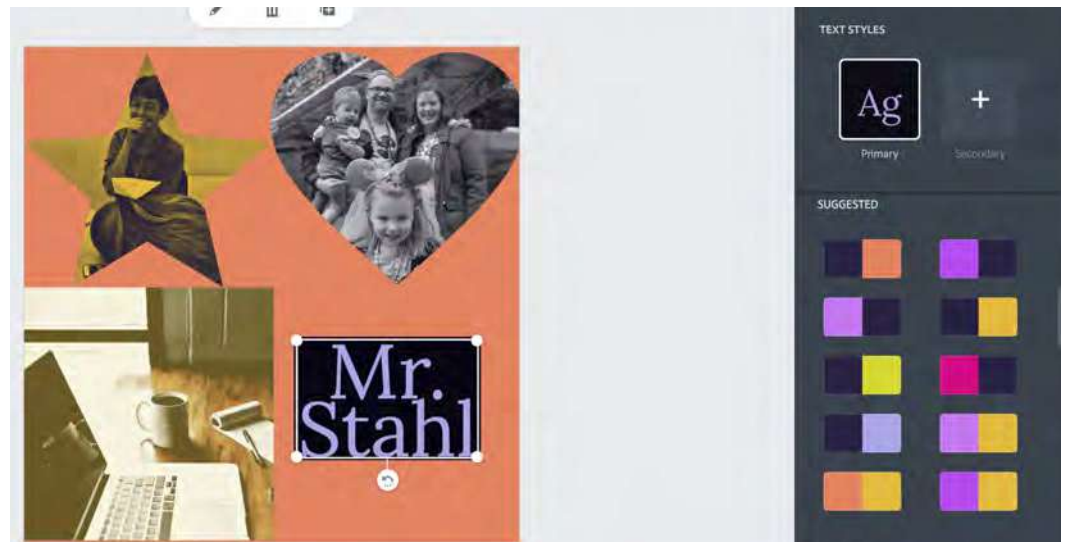 TEXT STYLES
Ag
Primary
Secondary
SUGGESTED
Mr.
Stahl